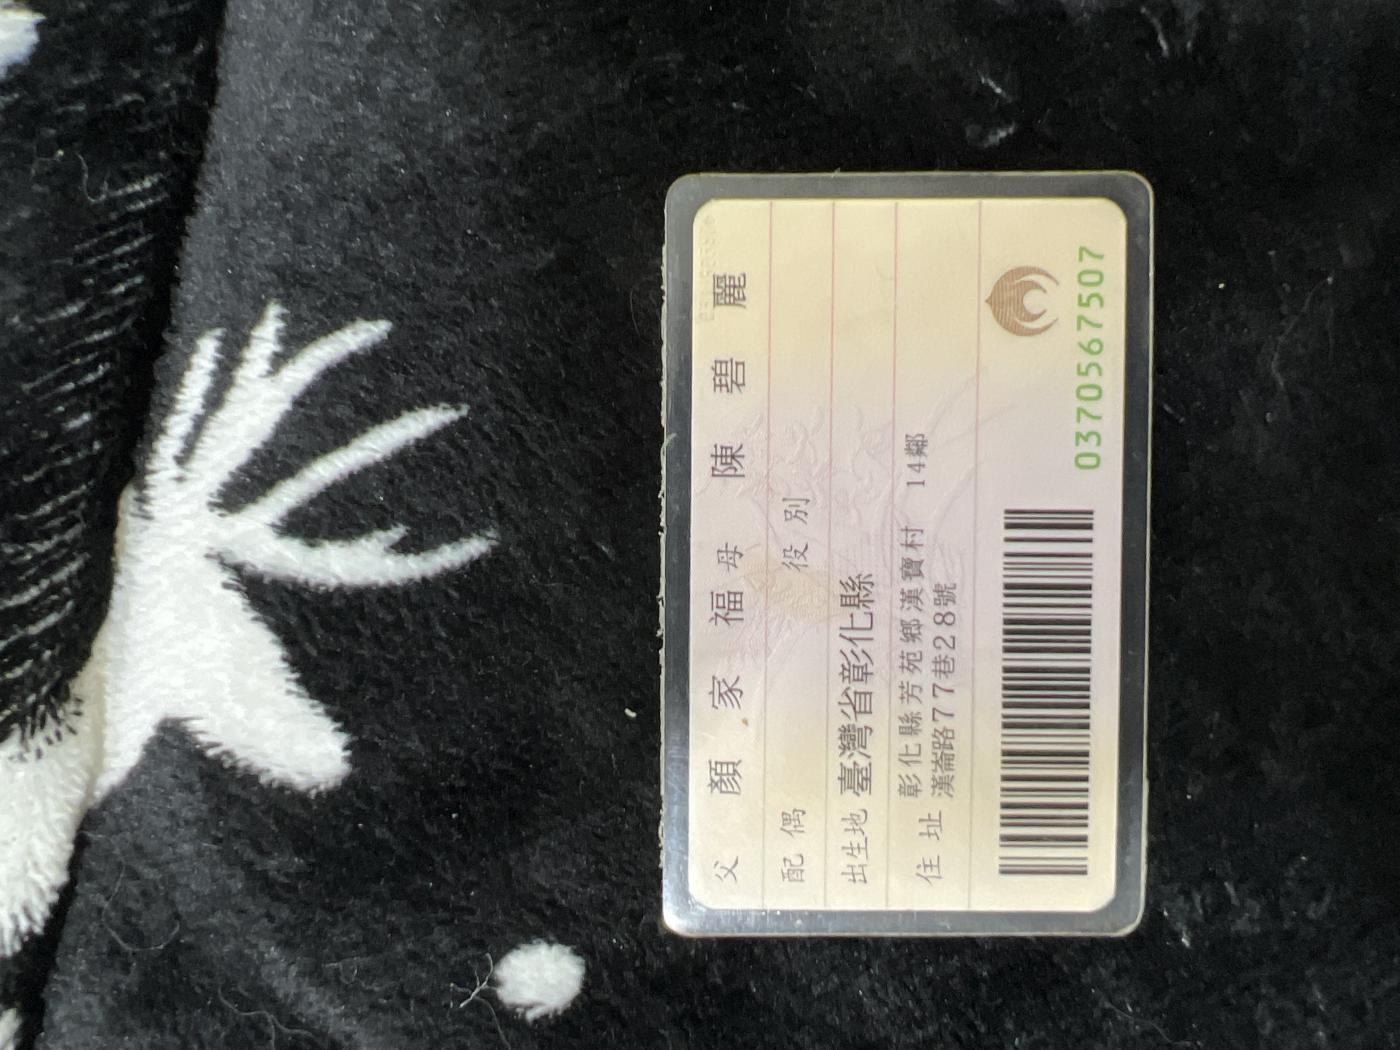 父 顏家福 母 陳碧麗
配偶 役別
出生地 臺灣省彰化縣
住址 彰化縣芳苑鄉漢寶村 14鄰
漢崙路77巷28號
0370567507